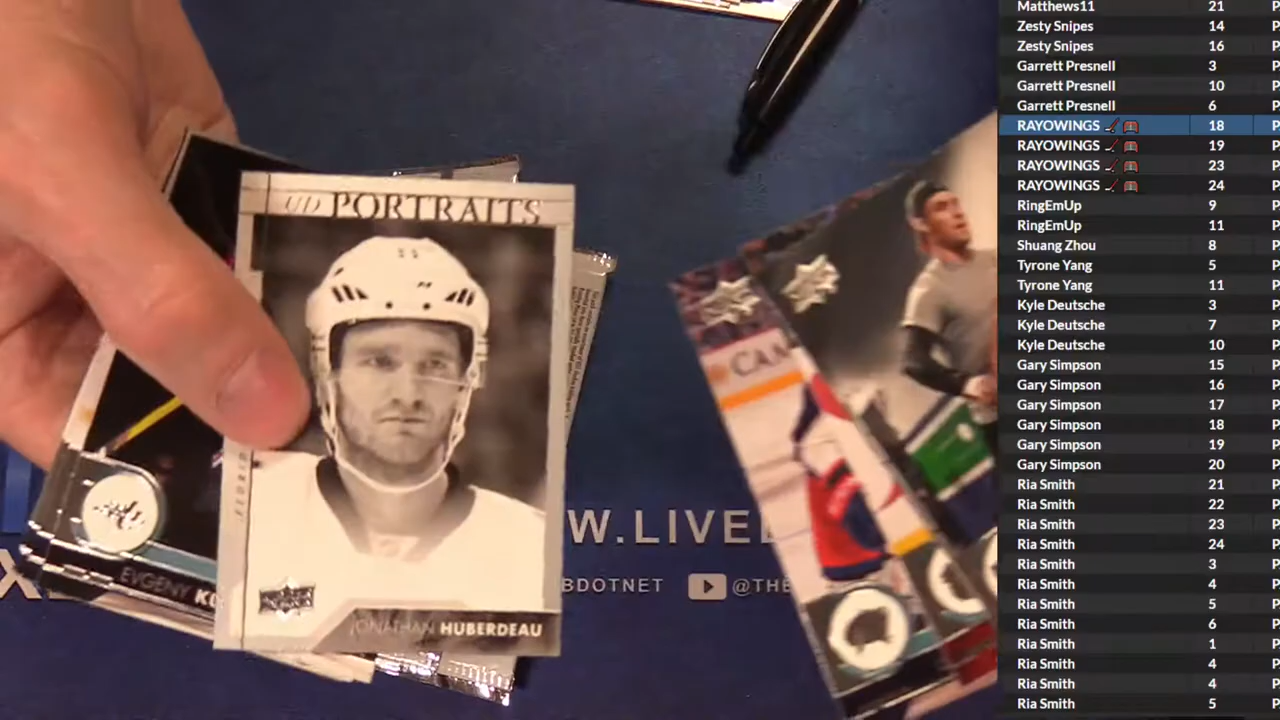 UD PORTRAITS
JONATHAN HUBERDEAU
EVGENY
CAN
W.LIVE
BDOTNET
@THE
Matthews11 21 P
Zesty Snipes 14 P
Zesty Snipes 16 P
Garrett Presnell 3 P
Garrett Presnell 10 P
Garrett Presnell 6 P
RAYOWINGS 18 P
RAYOWINGS 19 P
RAYOWINGS 23 P
RAYOWINGS 24 P
RingEmUp 9 P
RingEmUp 11 P
Shuang Zhou 8 P
Tyrone Yang 5 P
Tyrone Yang 11 P
Kyle Deutsche 3 P
Kyle Deutsche 7 P
Kyle Deutsche 10 P
Gary Simpson 15 P
Gary Simpson 16 P
Gary Simpson 17 P
Gary Simpson 18 P
Gary Simpson 19 P
Gary Simpson 20 P
Ria Smith 21 P
Ria Smith 22 P
Ria Smith 23 P
Ria Smith 24 P
Ria Smith 3 P
Ria Smith 4 P
Ria Smith 5 P
Ria Smith 6 P
Ria Smith 1 P
Ria Smith 4 P
Ria Smith 4 P
Ria Smith 5 P